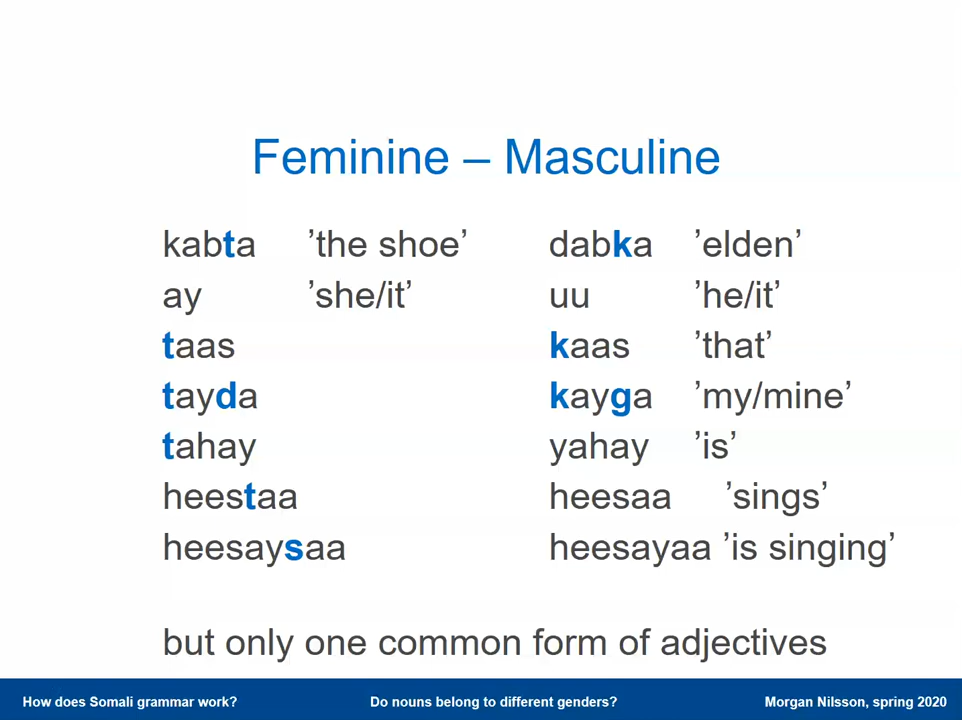 Feminine – Masculine
kabta ’the shoe’ dabka ’elden’
ay ’she/it’ uu ’he/it’
taas kaas ’that’
tayda kayga ’my/mine’
tahay yahay ’is’
heestaa heesaa ’sings’
heesaysaa heesayaa ’is singing’
but only one common form of adjectives
How does Somali grammar work? Do nouns belong to different genders? Morgan Nilsson, spring 2020